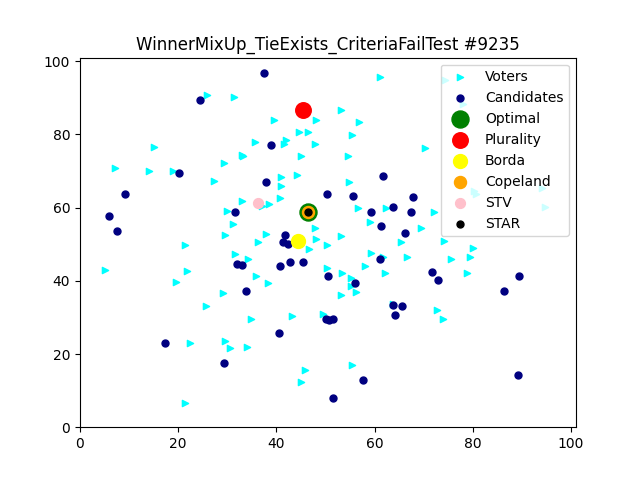 WinnerMixUp_TieExists_CriteriaFailTest #9235
100
80
60
40
20
0
0 20 40 60 80 100
Voters
Candidates
Optimal
Plurality
Borda
Copeland
STV
STAR